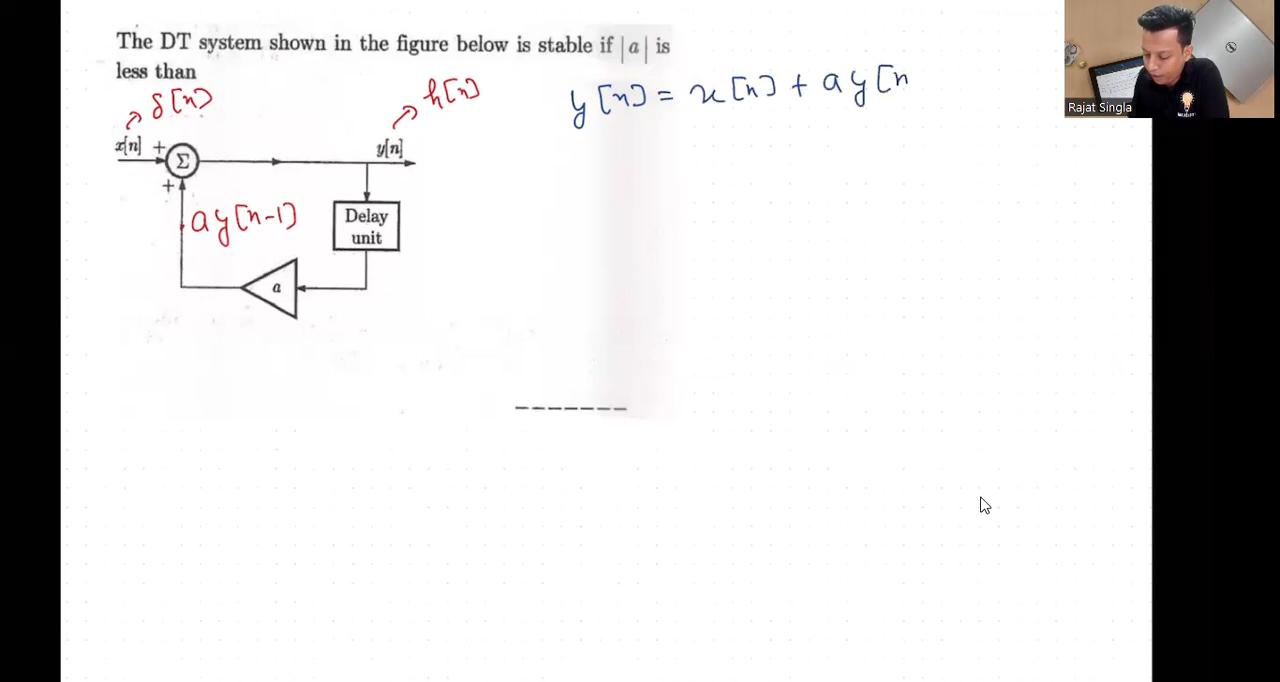 The DT system shown in the figure below is stable if |a| is
less than
δ[n]
h[n]
y[n] = x[n] + a y[n
Rajat Singla
x[n] +
Σ
y[n]
+
a y[n-1]
Delay
unit
a